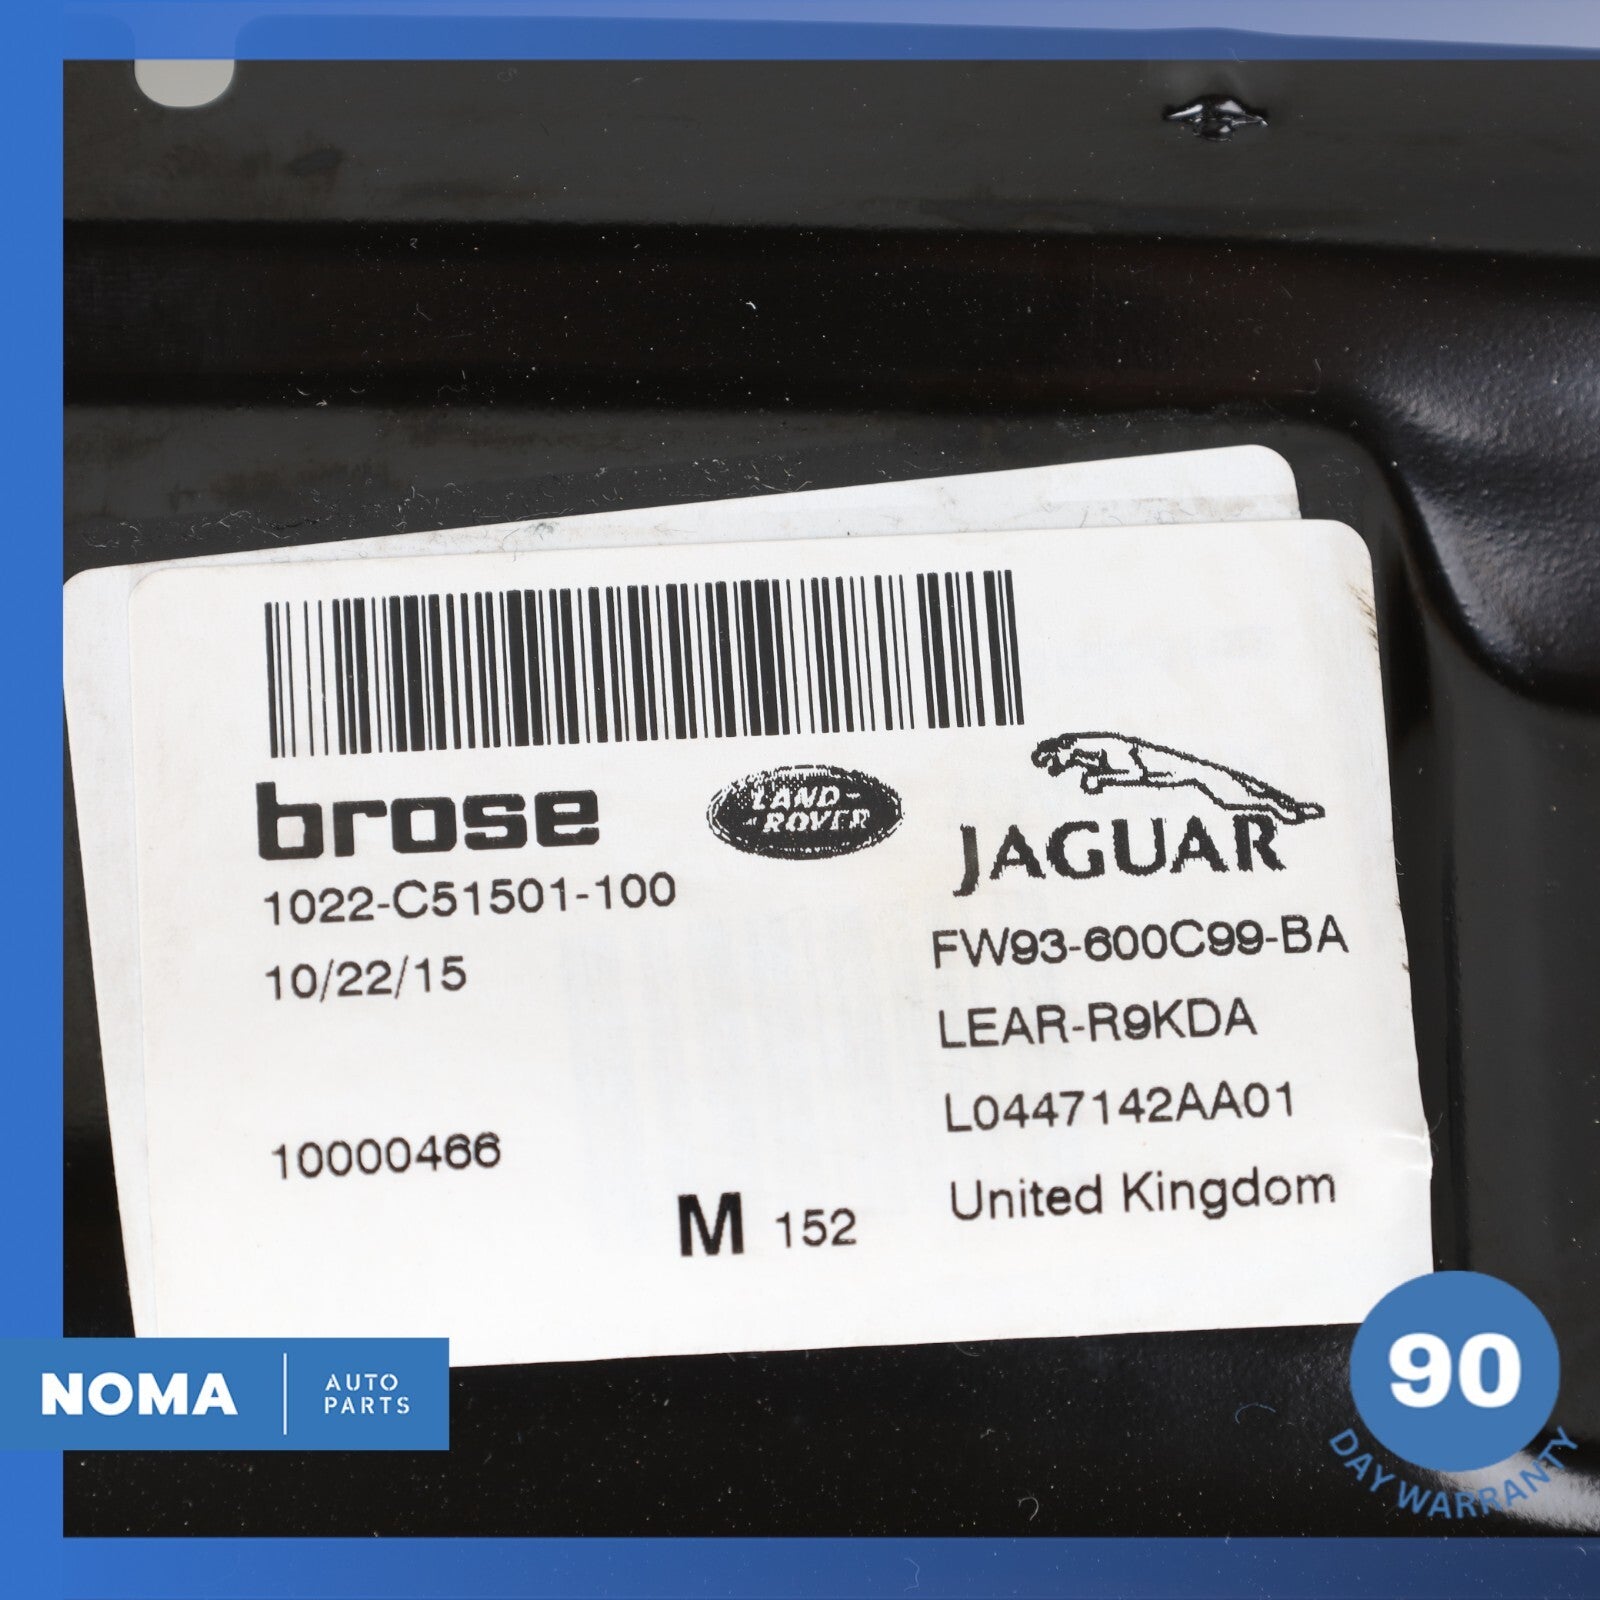 brose
LAND-
-ROVER
JAGUAR
1022-C51501-100
FW93-600C99-BA
10/22/15
LEAR-R9KDA
L0447142AA01
10000466
M 152
United Kingdom
NOMA
AUTO
PARTS
90
DAY WARRANTY